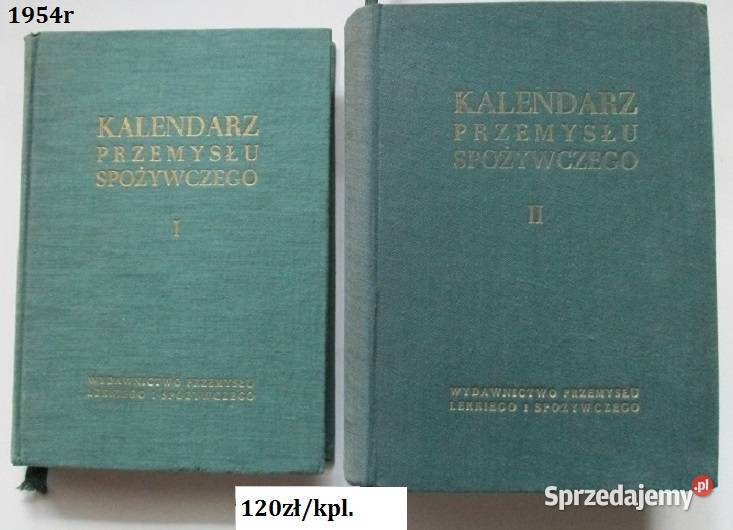 1954r
KALENDARZ
PRZEMYSŁU
SPOŻYWCZEGO
I
WYDAWNICTWO PRZEMYSŁU
LEKKIEGO I SPOŻYWCZEGO
KALENDARZ
PRZEMYSŁU
SPOŻYWCZEGO
II
WYDAWNICTWO PRZEMYSŁU
LEKKIEGO I SPOŻYWCZEGO
120zł/kpl.
Sprzedajemy.pl